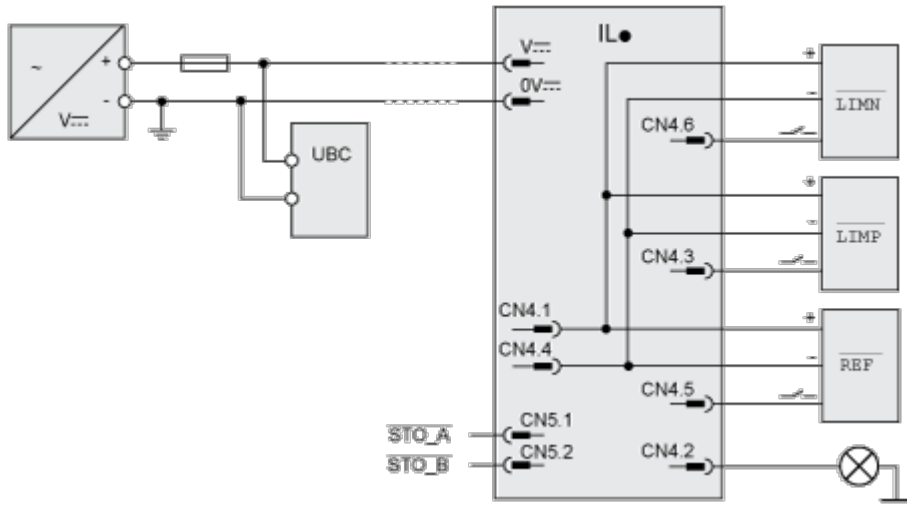 ~
+
-
V⎓
UBC
IL●
V⎓
0V⎓
CN4.6
CN4.3
CN4.1
CN4.4
CN4.5
CN5.1
CN5.2
CN4.2
STO_A
STO_B
+
-
LIMN
+
-
LIMP
+
-
REF